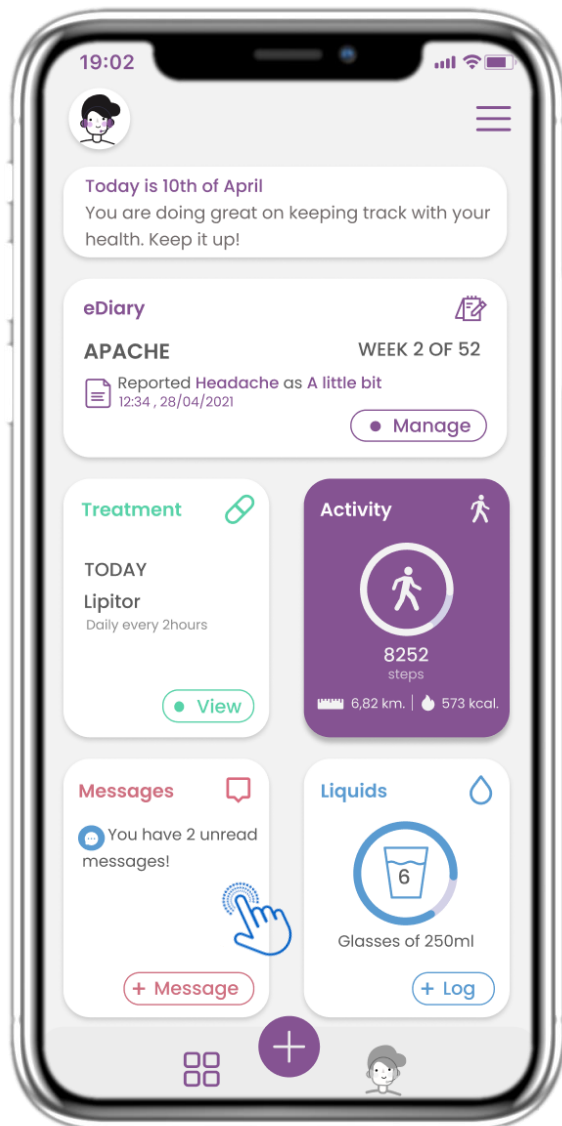 19:02
Today is 10th of April
You are doing great on keeping track with your
health. Keep it up!
eDiary
APACHE
WEEK 2 OF 52
Reported Headache as A little bit
12:34 , 28/04/2021
Manage
Treatment
TODAY
Lipitor
Daily every 2hours
View
Activity
8252
steps
6,82 km.
573 kcal.
Messages
You have 2 unread
messages!
+ Message
Liquids
6
Glasses of 250ml
+ Log